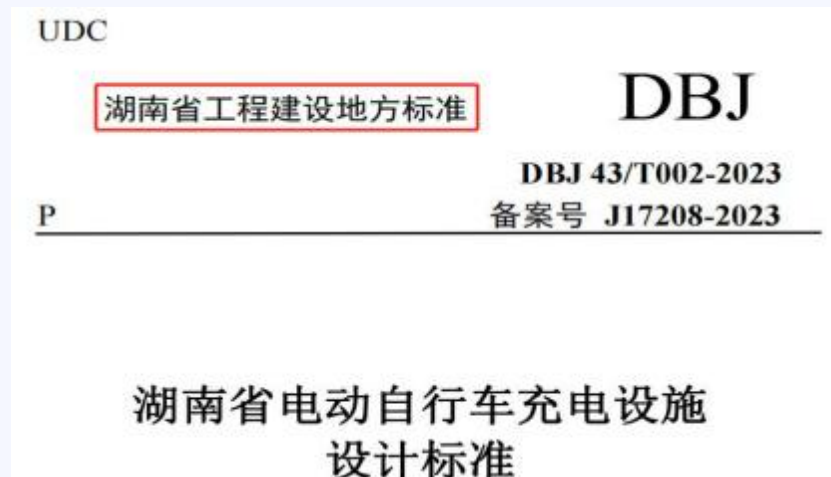 UDC
湖南省工程建设地方标准
DBJ
DBJ 43/T002-2023
P
备案号 J17208-2023
湖南省电动自行车充电设施
设计标准